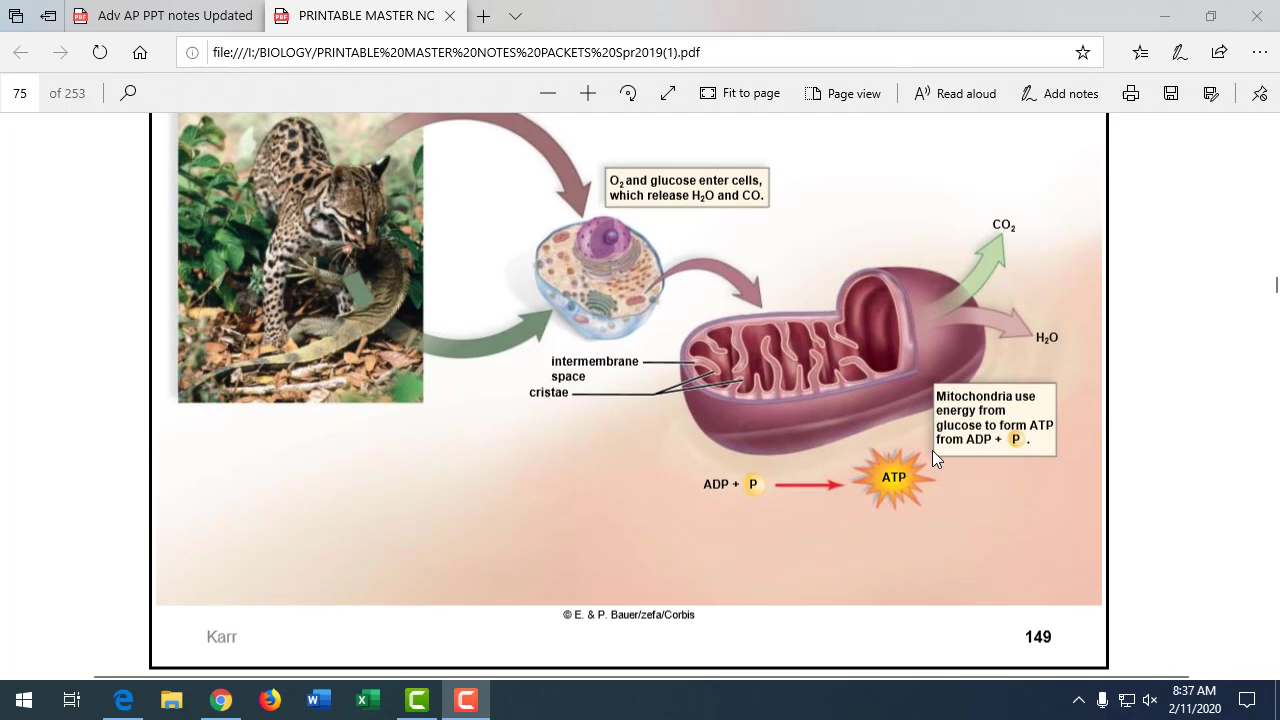 Adv AP PPT notes Updated
PRINTABLE MASTER NO
file:///I:/BIOLOGY/PRINTABLE%20MASTER%20NOTES%20PACKETS%20Spr2019(1).pdf
75 of 253
Fit to page
Page view
Read aloud
Add notes
O₂ and glucose enter cells,
which release H₂O and CO.
CO₂
H₂O
intermembrane
space
cristae
Mitochondria use
energy from
glucose to form ATP
from ADP + P .
ADP + P
ATP
© E. & P. Bauer/zefa/Corbis
Karr
149
8:37 AM
2/11/2020